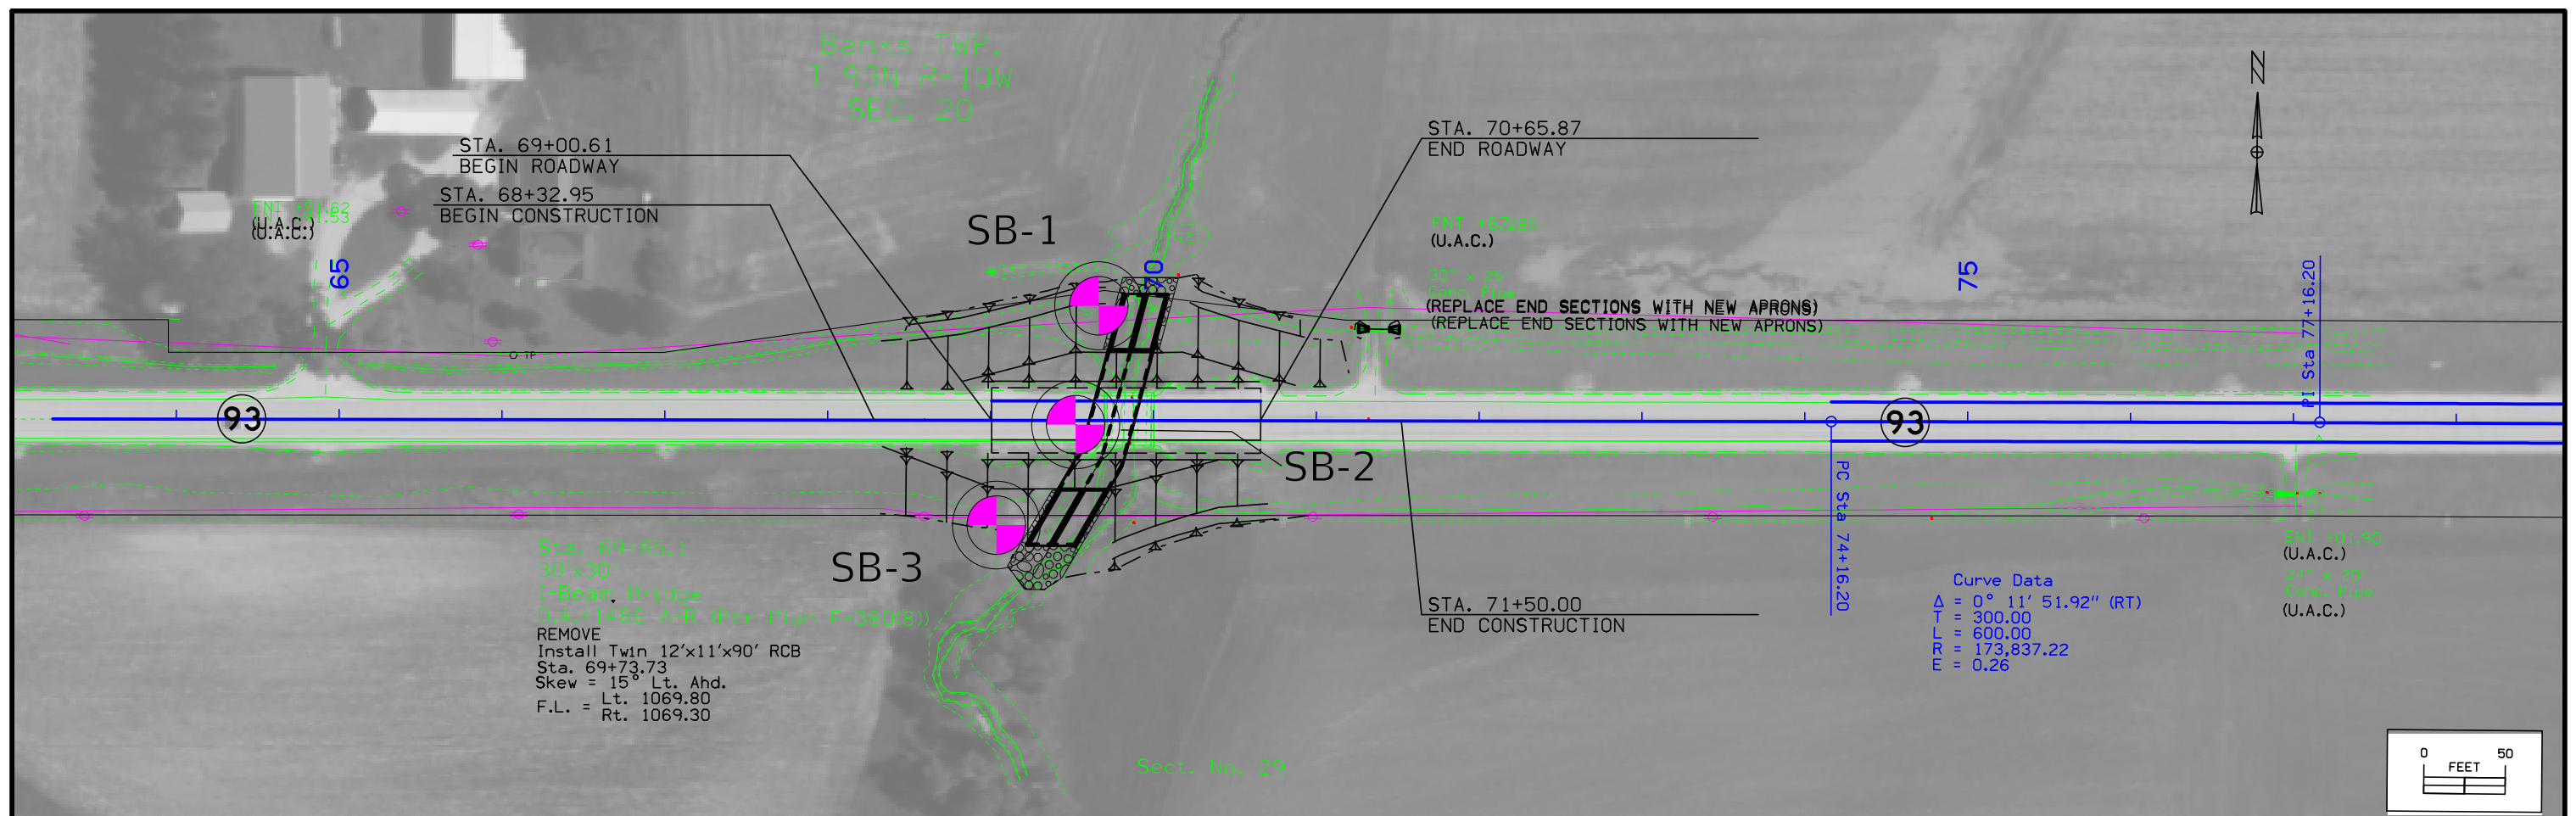 Banks TWP.
T-93N R-10W
SEC. 20
N
STA. 69+00.61
BEGIN ROADWAY
STA. 68+32.95
BEGIN CONSTRUCTION
STA. 70+65.87
END ROADWAY
(U.A.C.)
(U.A.C.)
SB-1
(U.A.C.)
65
70
75
PI Sta 77+16.20
(REPLACE END SECTIONS WITH NEW APRONS)
(REPLACE END SECTIONS WITH NEW APRONS)
TP
93
93
SB-2
SB-3
PC Sta 74+16.20
Sta. 69+65.1
30'x30'
I-Beam Bridge
REMOVE
Install Twin 12'x11'x90' RCB
Sta. 69+73.73
Skew = 15° Lt. Ahd.
F.L. = Lt. 1069.80
Rt. 1069.30
STA. 71+50.00
END CONSTRUCTION
(U.A.C.)
(U.A.C.)
Curve Data
Δ = 0° 11' 51.92" (RT)
T = 300.00
L = 600.00
R = 173,837.22
E = 0.26
Sect. No. 29
0 50
FEET